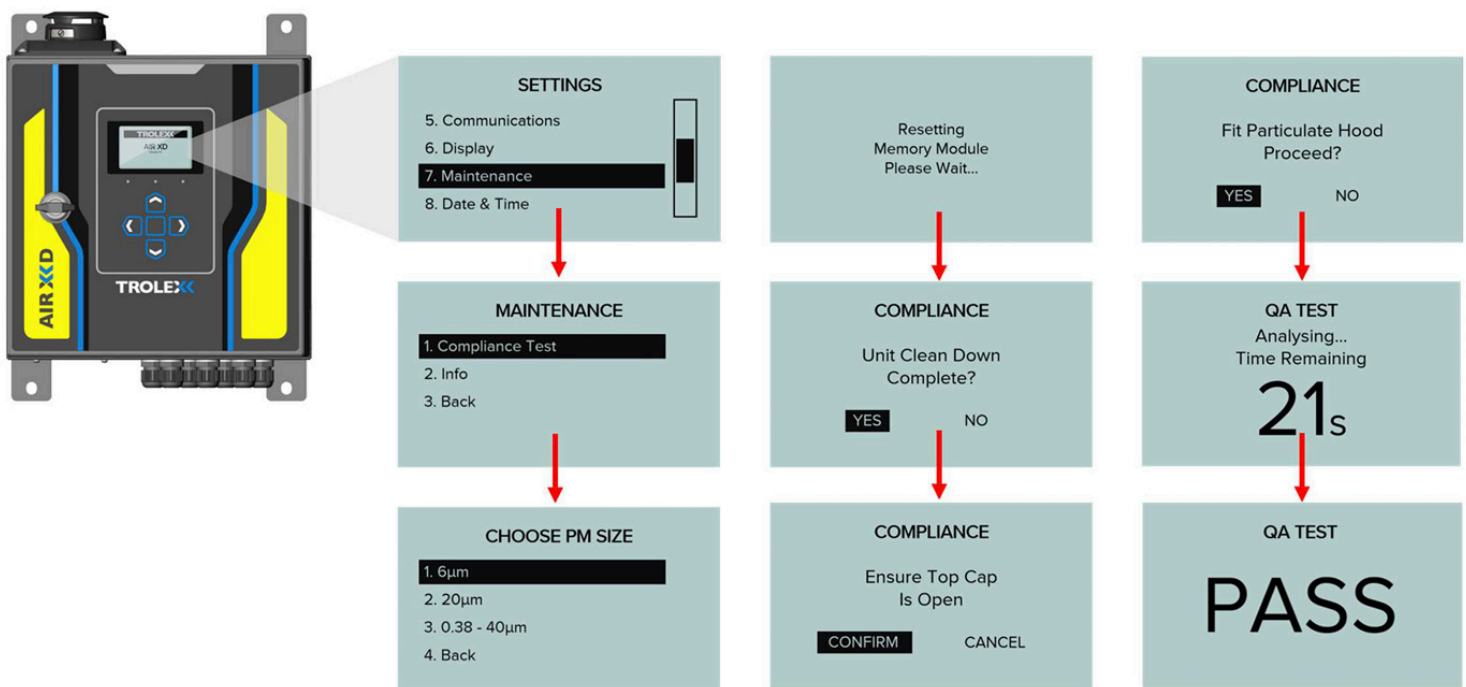 TROLEX
AIR XD
AIR XD
TROLEX
SETTINGS
5. Communications
6. Display
7. Maintenance
8. Date & Time
MAINTENANCE
1. Compliance Test
2. Info
3. Back
CHOOSE PM SIZE
1. 6µm
2. 20µm
3. 0.38 - 40µm
4. Back
Resetting
Memory Module
Please Wait...
COMPLIANCE
Unit Clean Down
Complete?
YES NO
COMPLIANCE
Ensure Top Cap
Is Open
CONFIRM CANCEL
COMPLIANCE
Fit Particulate Hood
Proceed?
YES NO
QA TEST
Analysing...
Time Remaining
21s
QA TEST
PASS